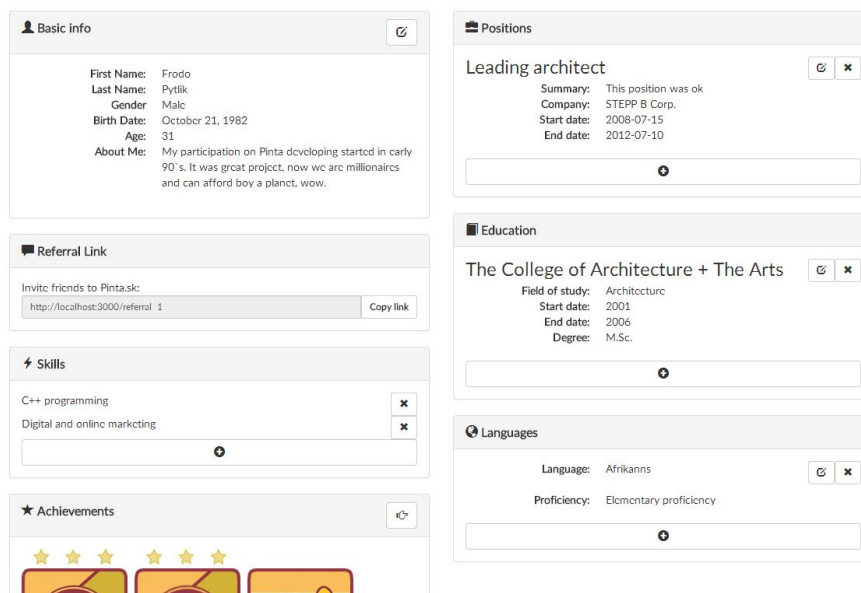 Basic info
First Name: Frodo
Last Name: Pytlik
Gender Male
Birth Date: October 21, 1982
Age: 31
About Me: My participation on Pinta developing started in early
90`s. It was great project, now we are millionaires
and can afford boy a planet, wow.
Referral Link
Invite friends to Pinta.sk:
http://localhost:3000/referral 1 Copy link
Skills
C++ programming
Digital and online marketing
Achievements
Positions
Leading architect
Summary: This position was ok
Company: STEPP B Corp.
Start date: 2008-07-15
End date: 2012-07-10
Education
The College of Architecture + The Arts
Field of study: Architecture
Start date: 2001
End date: 2006
Degree: M.Sc.
Languages
Language: Afrikanns
Proficiency: Elementary proficiency